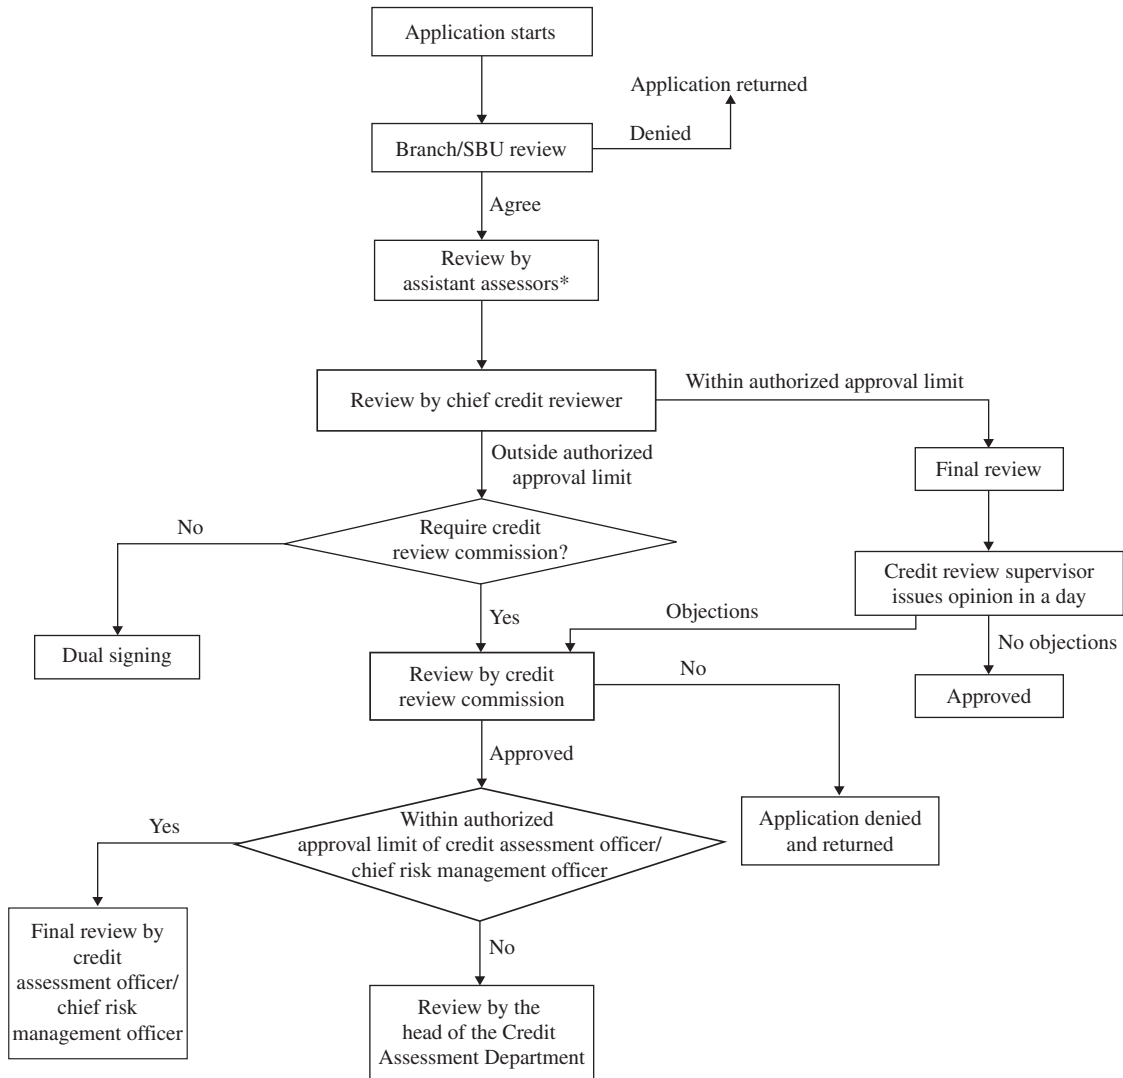 Application starts
Application returned
Denied
Branch/SBU review
Agree
Review by
assistant assessors*
Within authorized approval limit
Review by chief credit reviewer
Outside authorized
approval limit
Final review
No
Require credit
review commission?
Credit review supervisor
issues opinion in a day
Yes
Objections
No objections
Dual signing
Review by credit
review commission
No
Approved
Approved
Yes
Within authorized
approval limit of credit assessment officer/
chief risk management officer
Application denied
and returned
Final review by
credit
assessment officer/
chief risk
management officer
No
Review by the
head of the Credit
Assessment Department